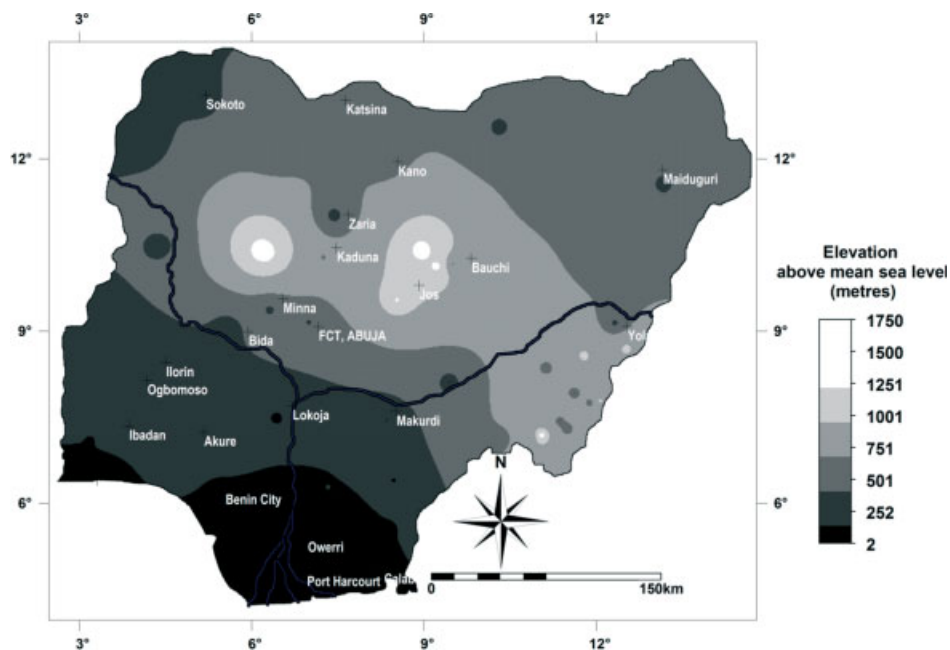 3° 6° 9° 12°
Sokoto
Katsina
12° 12°
Kano
Maiduguri
Zaria
Kaduna
Bauchi
Jos
Minna
9° 9°
FCT, ABUJA
Bida
Ilorin
Ogbomoso
Lokoja
Makurdi
Ibadan
Akure
N
6° 6°
Benin City
Owerri
Port Harcourt
0 150km
3° 6° 9° 12°
Elevation
above mean sea level
(metres)
1750
1500
1251
1001
751
501
252
2